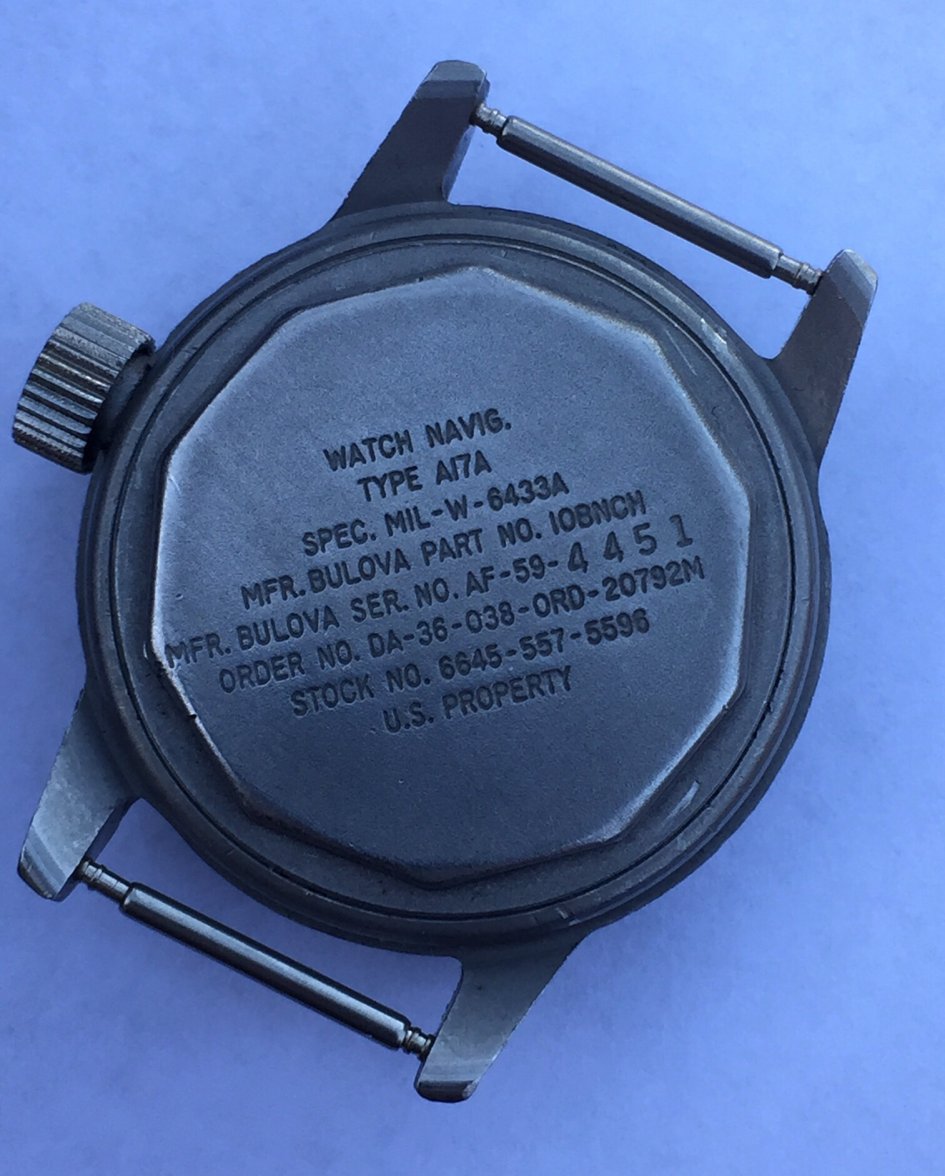 WATCH NAVIG.
TYPE A17A
SPEC. MIL-W-6433A
MFR. BULOVA PART NO. 10BNCH
MFR. BULOVA SER. NO. AF-59-4451
ORDER NO. DA-36-038-ORD-20792M
STOCK NO. 6645-557-5596
U.S. PROPERTY